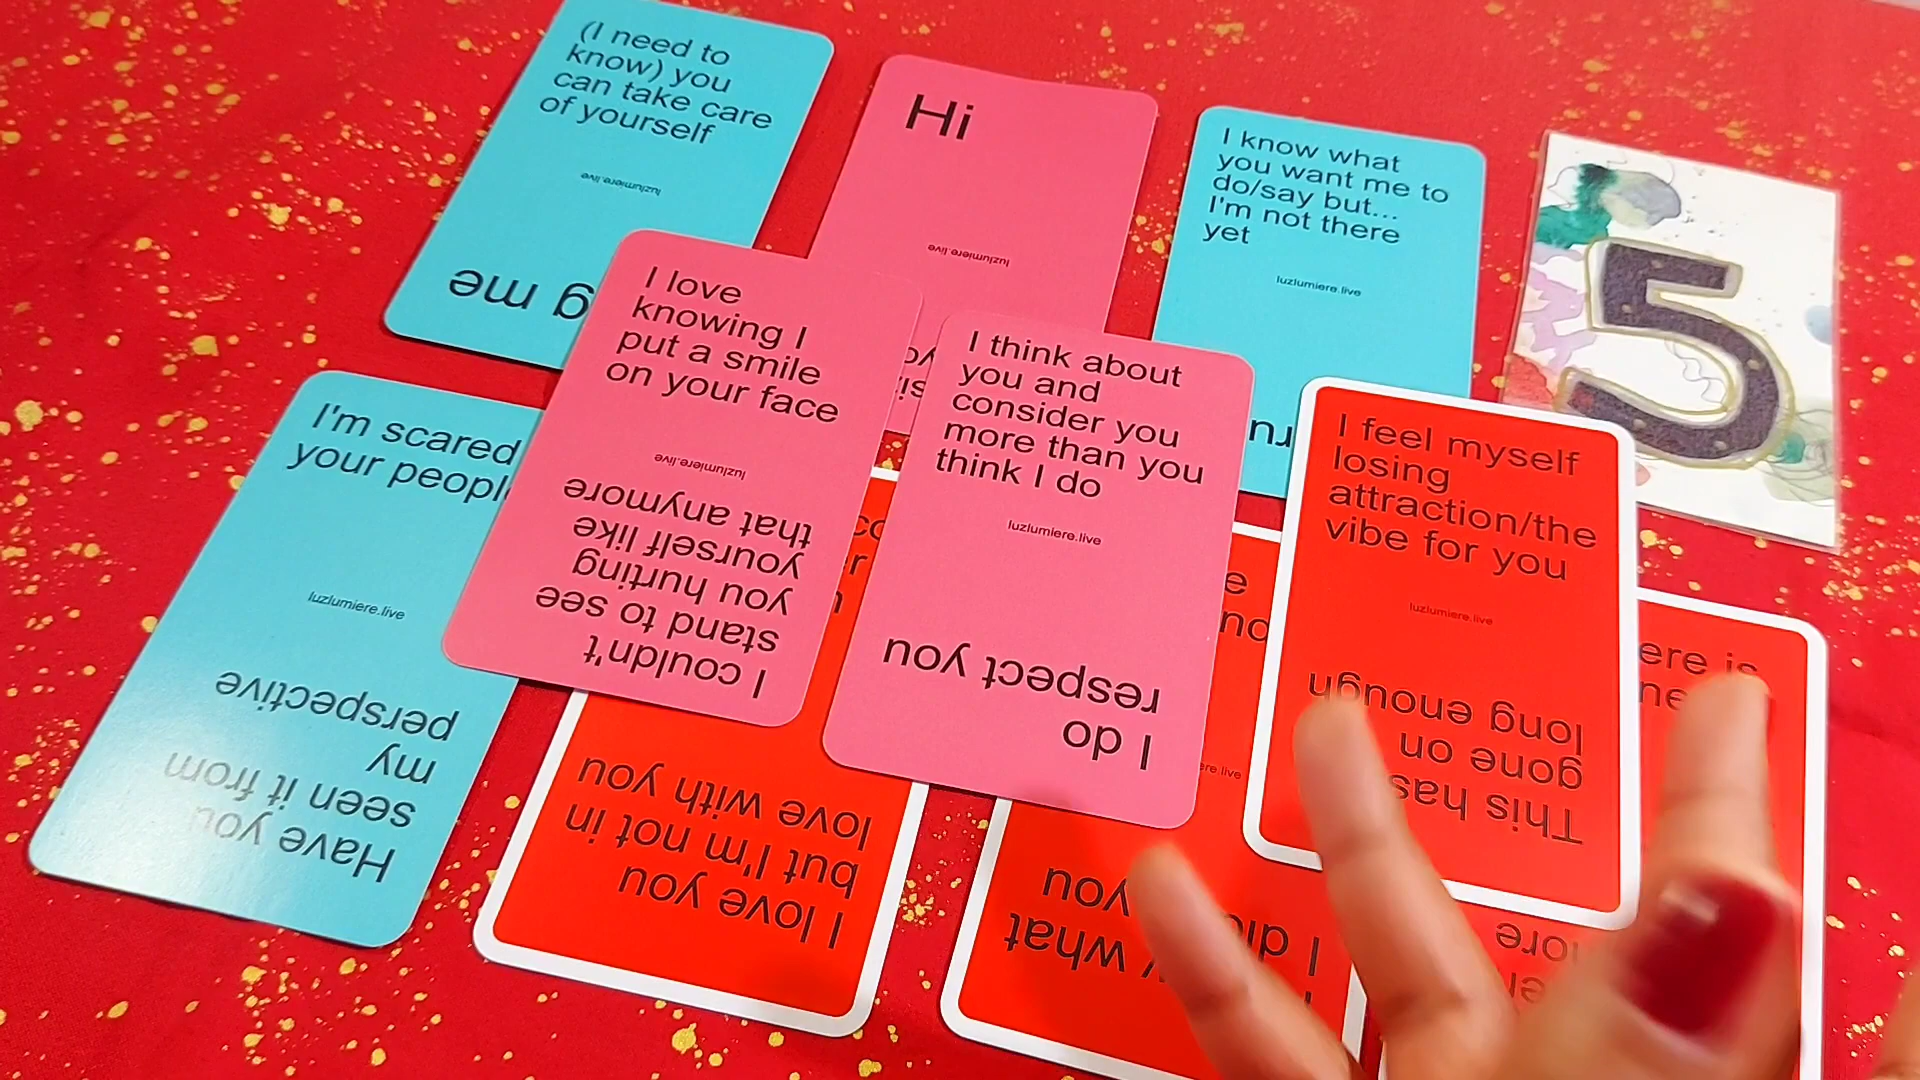 (I need to
know) you
can take care
of yourself
luzlumiere.live
me
Hi
luzlumiere.live
I know what
you want me to
do/say but...
I'm not there
yet
luzlumiere.live
5
I'm scared
your
luzlumiere.live
Have you
seen it from
my
perspective
I love
knowing I
put a smile
on your face
luzlumiere.live
I couldn't
stand to see
you hurting
yourself like
that anymore
I think about
you and
consider you
more than you
think I do
luzlumiere.live
I do
respect you
I feel myself
losing
attraction/the
vibe for you
luzlumiere.live
This has
gone on
long enough
I love you
but I'm not in
love with you
what
you
is